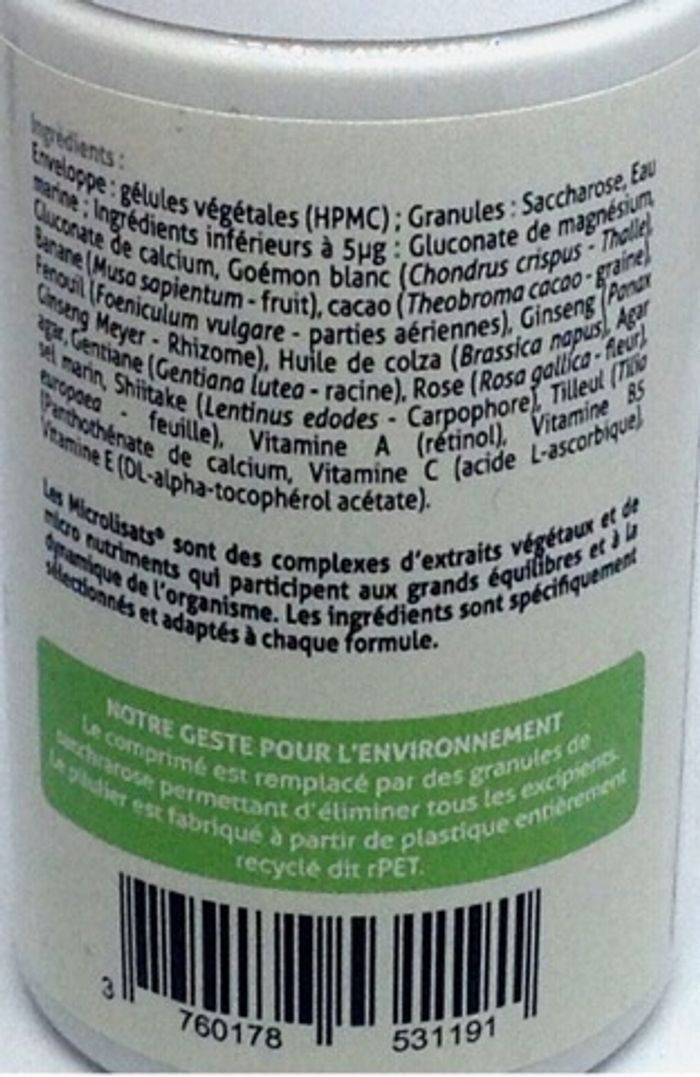 Ingrédients :
Enveloppe : gélules végétales (HPMC) ; Granules : Saccharose, Eau
marine ; Ingrédients inférieurs à 5µg : Gluconate de magnésium,
Gluconate de calcium, Goémon blanc (Chondrus crispus - Thalle),
Banane (Musa sapientum - fruit), cacao (Theobroma cacao - graine),
Fenouil (Foeniculum vulgare - parties aériennes), Ginseng (Panax
Ginseng Meyer - Rhizome), Huile de colza (Brassica napus), Agar
agar, Gentiane (Gentiana lutea - racine), Rose (Rosa gallica - fleur),
sel marin, Shiitake (Lentinus edodes - Carpophore), Tilleul (Tilia
europaea - feuille), Vitamine A (rétinol), Vitamine B5
(Panthothénate de calcium, Vitamine C (acide L-ascorbique),
Vitamine E (DL-alpha-tocophérol acétate).
Les Microlisats® sont des complexes d'extraits végétaux et de
micro nutriments qui participent aux grands équilibres et à la
dynamique de l'organisme. Les ingrédients sont spécifiquement
sélectionnés et adaptés à chaque formule.
NOTRE GESTE POUR L'ENVIRONNEMENT
Le comprimé est remplacé par des granules de
sacchrarose permettant d'éliminer tous les excipients.
Le pilulier est fabriqué à partir de plastique entièrement
recyclé dit rPET.
3 760178 531191